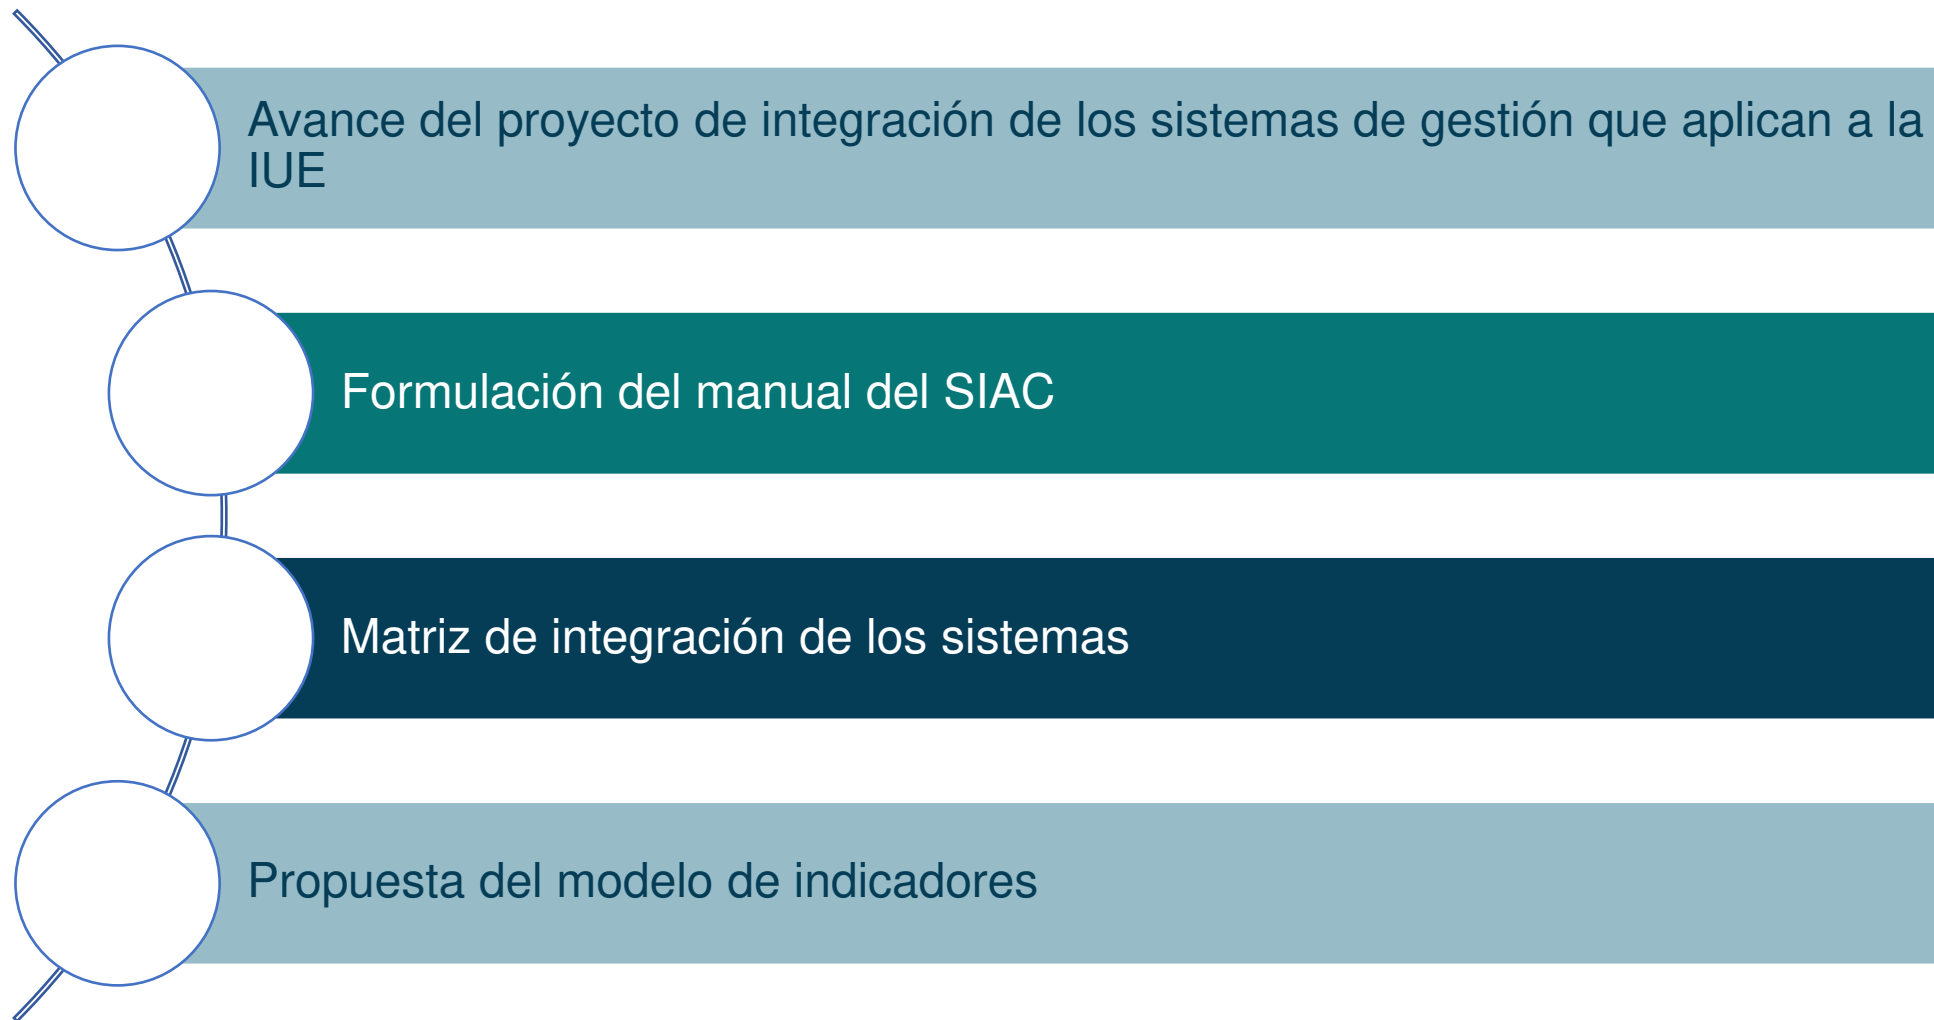 Avance del proyecto de integración de los sistemas de gestión que aplican a la
IUE
Formulación del manual del SIAC
Matriz de integración de los sistemas
Propuesta del modelo de indicadores